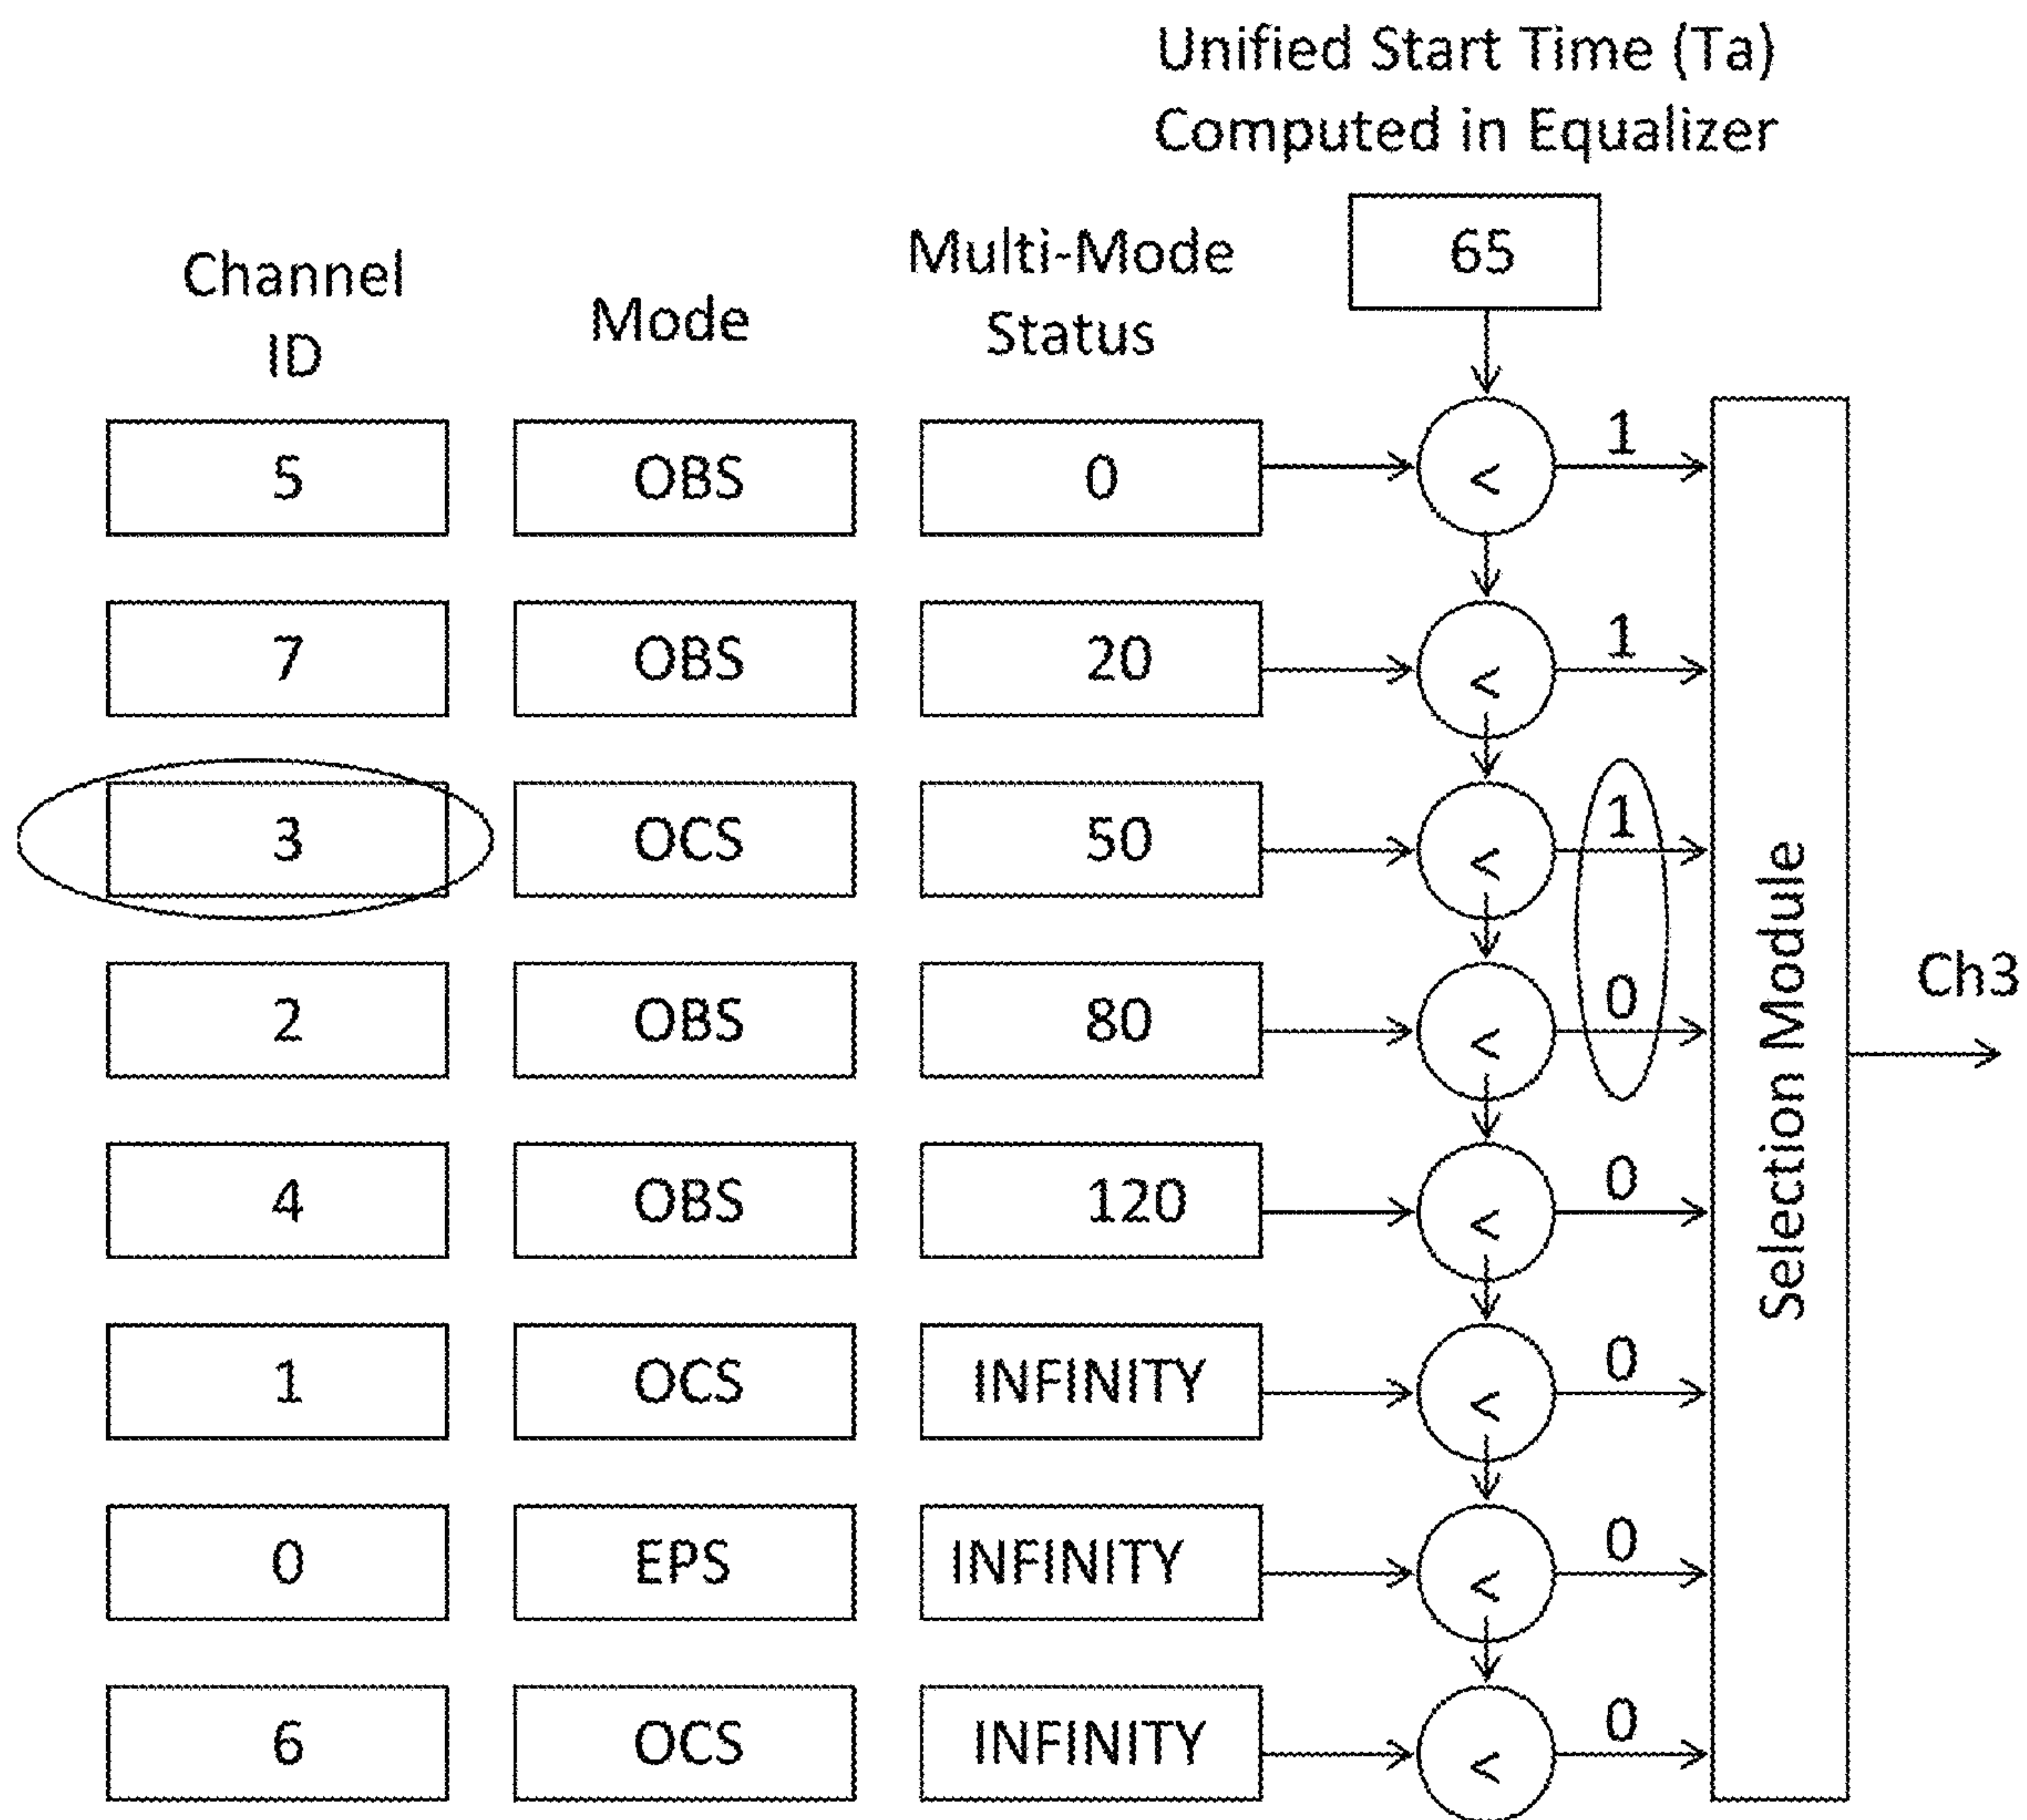 Unified Start Time (Ta)
Computed in Equalizer
65
Channel
ID
Mode
Multi-Mode
Status
5 OBS 0 < 1
7 OBS 20 < 1
3 OCS 50 < 1
2 OBS 80 < 0
4 OBS 120 < 0
1 OCS INFINITY < 0
0 EPS INFINITY < 0
6 OCS INFINITY < 0
Selection Module
Ch3